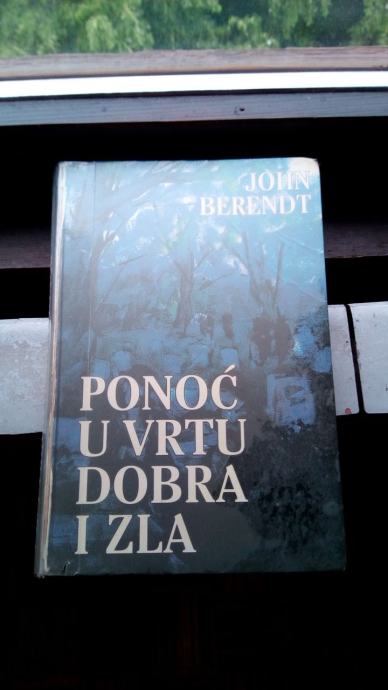 JOHN
BERENDT
PONOĆ
U VRTU
DOBRA
I ZLA